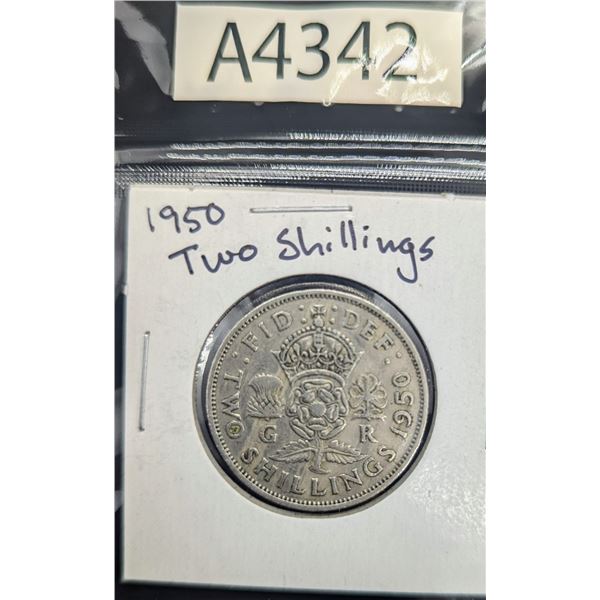 A4342
1950
Two Shillings
FID: DEF:
TWO SHILLINGS 1950
G R